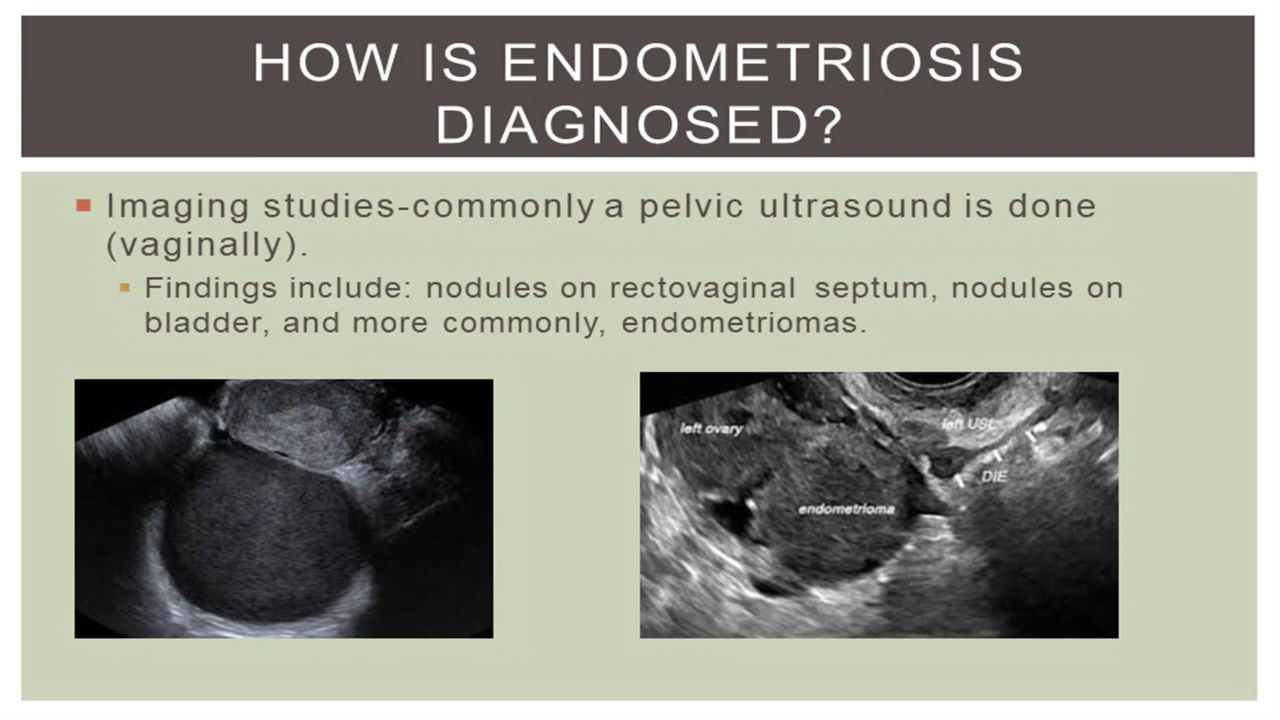 HOW IS ENDOMETRIOSIS
DIAGNOSED?
Imaging studies-commonly a pelvic ultrasound is done
(vaginally).
Findings include: nodules on rectovaginal septum, nodules on
bladder, and more commonly, endometriomas.
left ovary
left USL
DIE
endometrioma